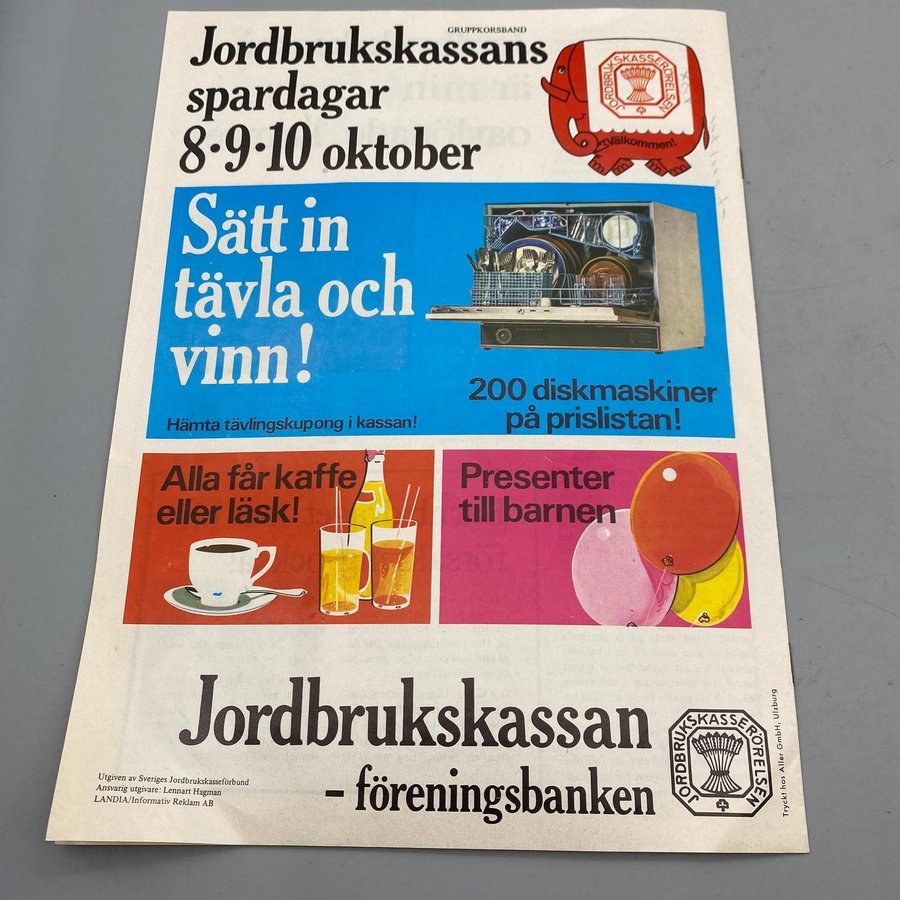 GRUPPKORSBAND
Jordbrukskassans
spardagar
8·9·10 oktober
JORDBRUKSKASSERÖRELSEN
Välkommen!
Sätt in
tävla och
vinn!
Hämta tävlingskupong i kassan!
200 diskmaskiner
på prislistan!
Alla får kaffe
eller läsk!
Presenter
till barnen
Jordbrukskassan
– föreningsbanken
JORDBRUKSKASSERÖRELSEN
Utgiven av Sveriges Jordbrukskasseförbund
Ansvarig utgivare: Lennart Hagman
LANDIA/Informativ Reklam AB
Tryckt hos Aller GmbH, Ulzburg